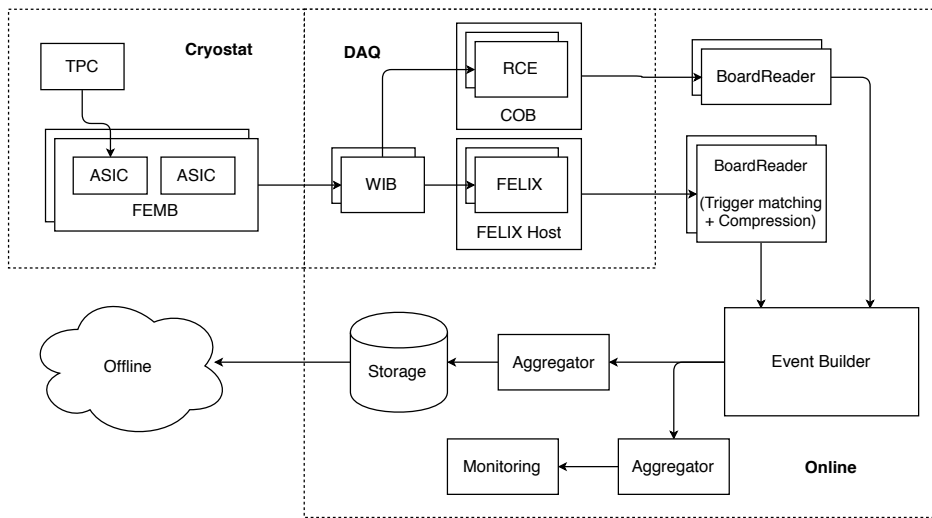 Cryostat
DAQ
TPC
ASIC
ASIC
FEMB
WIB
RCE
COB
FELIX
FELIX Host
BoardReader
BoardReader
(Trigger matching
+ Compression)
Offline
Storage
Aggregator
Event Builder
Monitoring
Aggregator
Online